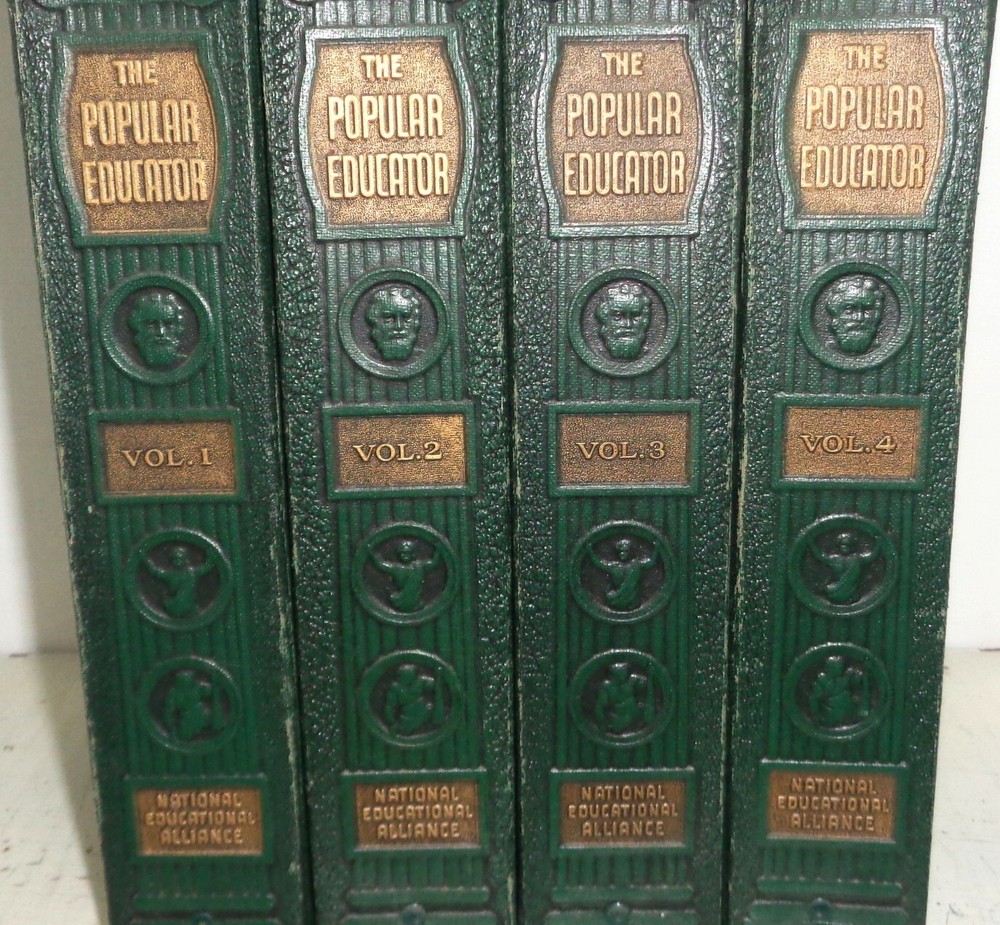 THE
POPULAR
EDUCATOR
VOL. 1
NATIONAL
EDUCATIONAL
ALLIANCE
THE
POPULAR
EDUCATOR
VOL. 2
NATIONAL
EDUCATIONAL
ALLIANCE
THE
POPULAR
EDUCATOR
VOL. 3
NATIONAL
EDUCATIONAL
ALLIANCE
THE
POPULAR
EDUCATOR
VOL. 4
NATIONAL
EDUCATIONAL
ALLIANCE